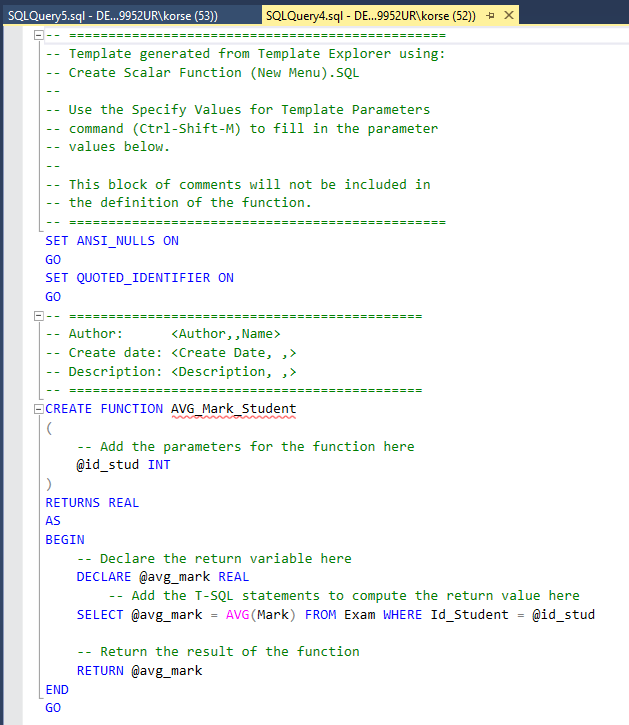 SQLQuery5.sql - DE...9952UR\korse (53))    SQLQuery4.sql - DE...9952UR\korse (52))
-- ================================================
-- Template generated from Template Explorer using:
-- Create Scalar Function (New Menu).SQL
--
-- Use the Specify Values for Template Parameters
-- command (Ctrl-Shift-M) to fill in the parameter
-- values below.
--
-- This block of comments will not be included in
-- the definition of the function.
-- ================================================
SET ANSI_NULLS ON
GO
SET QUOTED_IDENTIFIER ON
GO
-- =============================================
-- Author:      <Author,,Name>
-- Create date: <Create Date, ,>
-- Description: <Description, ,>
-- =============================================
CREATE FUNCTION AVG_Mark_Student
(
    -- Add the parameters for the function here
    @id_stud INT
)
RETURNS REAL
AS
BEGIN
    -- Declare the return variable here
    DECLARE @avg_mark REAL
        -- Add the T-SQL statements to compute the return value here
    SELECT @avg_mark = AVG(Mark) FROM Exam WHERE Id_Student = @id_stud

    -- Return the result of the function
    RETURN @avg_mark
END
GO